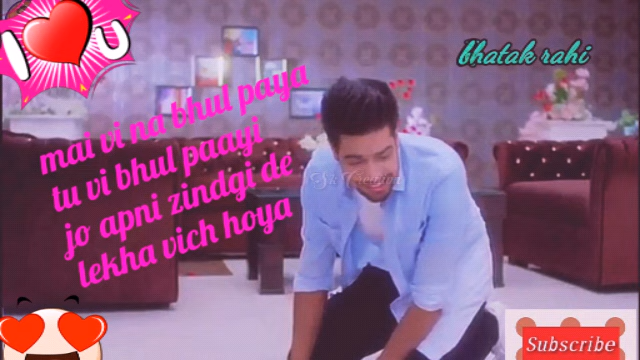 I U
bhatak rahi
mai vi na bhul paya
tu vi bhul paayi
jo apni zindgi de
lekha vich hoya
Subscribe